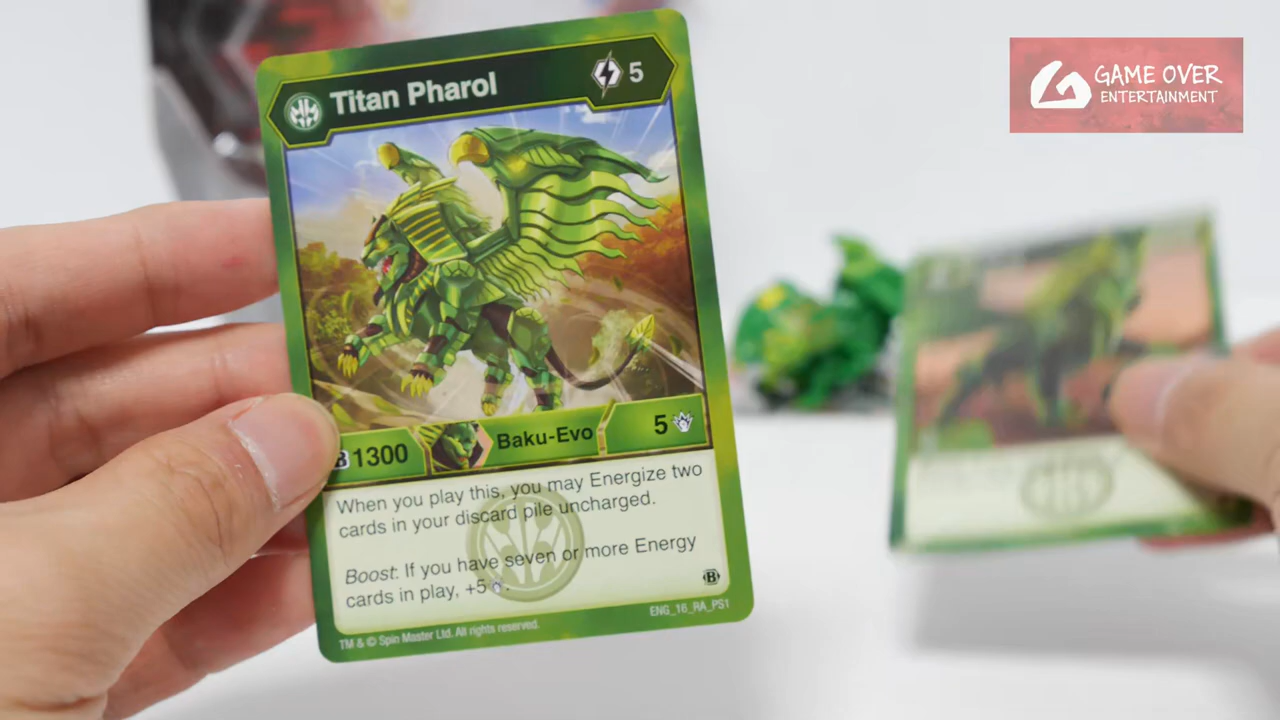 Titan Pharol
5
GAME OVER
ENTERTAINMENT
B 1300
Baku-Evo
5
When you play this, you may Energize two
cards in your discard pile uncharged.
Boost: If you have seven or more Energy
cards in play, +5 .
B
ENG_16_RA_PS1
TM & © Spin Master Ltd. All rights reserved.